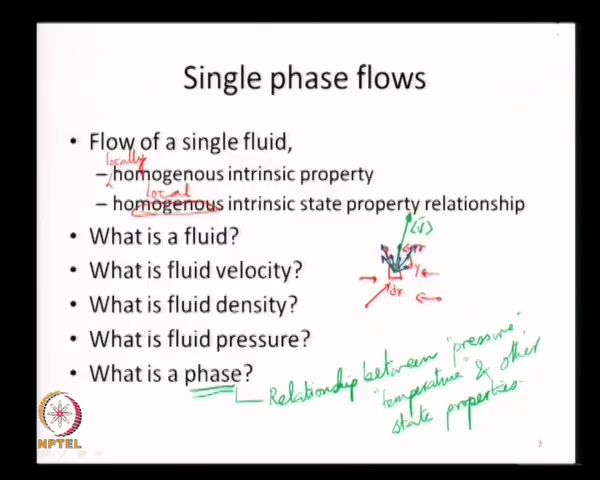 Single phase flows
• Flow of a single fluid,
locally
– homogenous intrinsic property
local
– homogenous intrinsic state property relationship
⟨V̄⟩
• What is a fluid?
• What is fluid velocity?
dy
dx
• What is fluid density?
• What is fluid pressure?
• What is a phase?
Relationship between "pressure",
"temperature" & other
state properties.
NPTEL
3